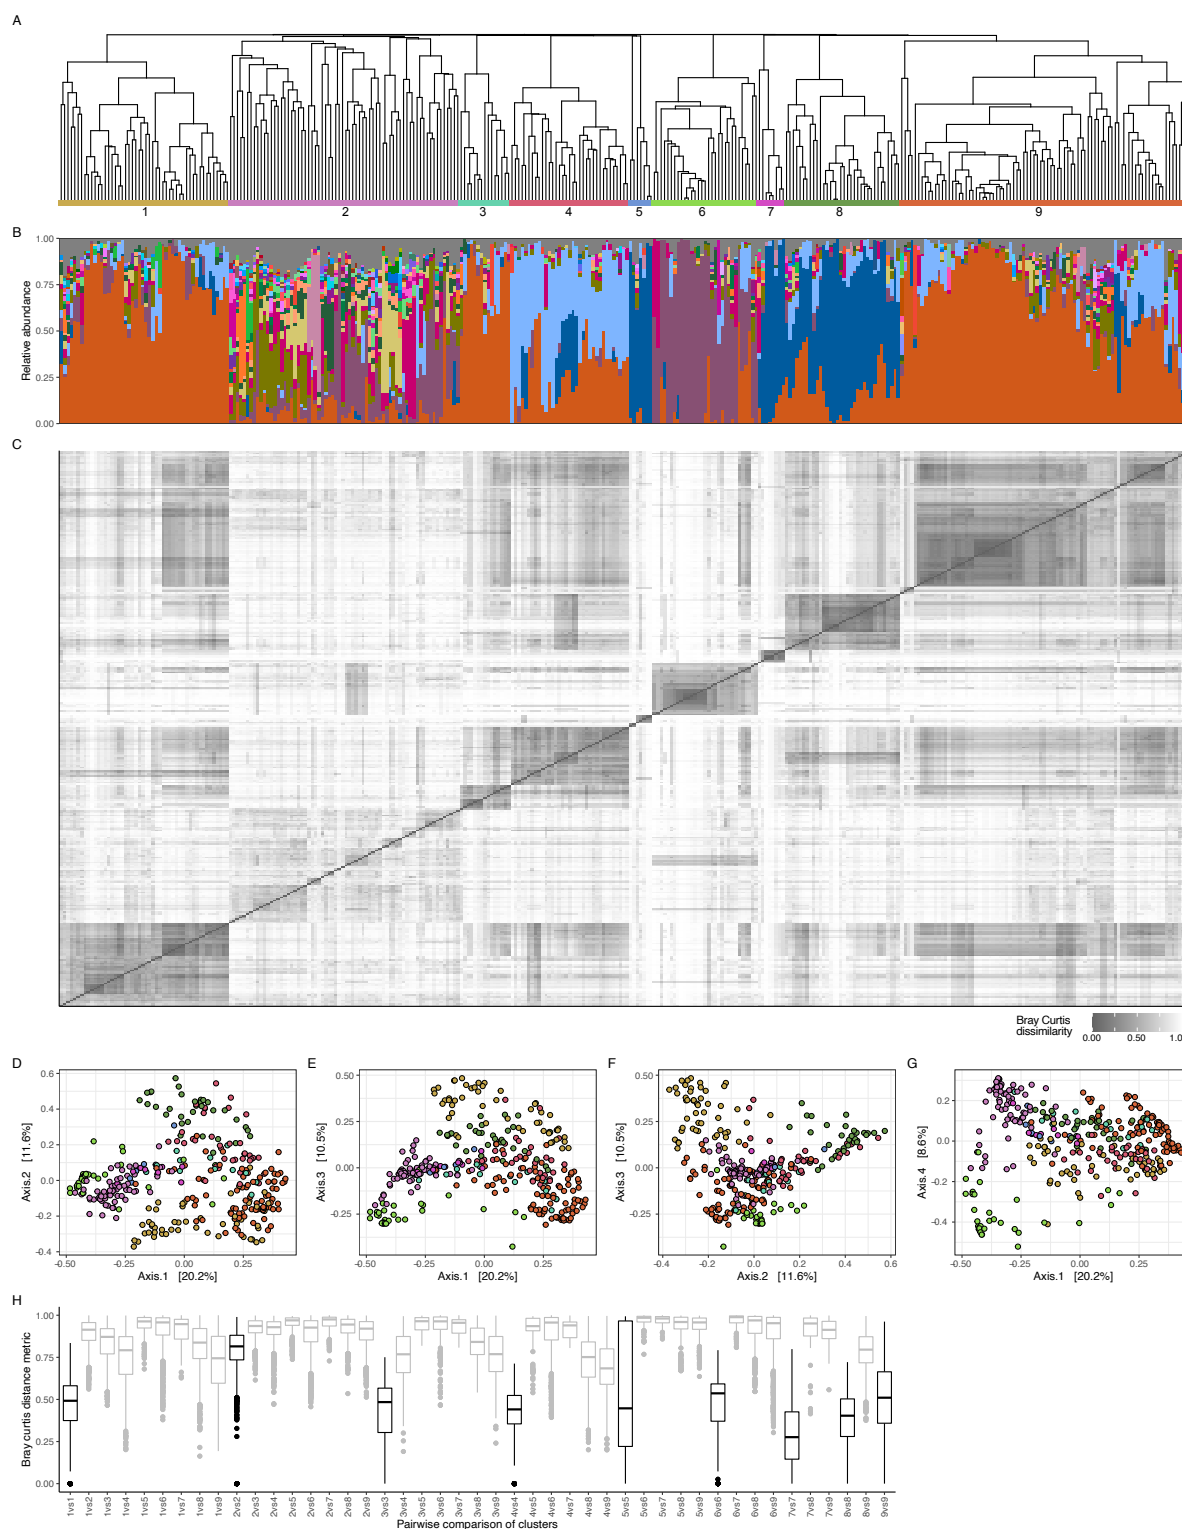 A
1 2 3 4 5 6 7 8 9
B
1.00
0.75
0.50
0.25
0.00
Relative abundance
C
Bray Curtis
dissimilarity
0.00 0.50 1.0
D
0.6
0.4
0.2
0.0
-0.2
-0.4
Axis.2 [11.6%]
-0.50 -0.25 0.00 0.25
Axis.1 [20.2%]
E
0.50
0.25
0.00
-0.25
Axis.3 [10.5%]
-0.50 -0.25 0.00 0.25
Axis.1 [20.2%]
F
0.50
0.25
0.00
-0.25
Axis.3 [10.5%]
-0.4 -0.2 0.0 0.2 0.4 0.6
Axis.2 [11.6%]
G
0.2
0.0
-0.2
-0.4
Axis.4 [8.6%]
-0.50 -0.25 0.00 0.25
Axis.1 [20.2%]
H
1.00
0.75
0.50
0.25
0.00
Bray curtis distance metric
1vs1 1vs2 1vs3 1vs4 1vs5 1vs6 1vs7 1vs8 1vs9 2vs2 2vs3 2vs4 2vs5 2vs6 2vs7 2vs8 2vs9 3vs3 3vs4 3vs5 3vs6 3vs7 3vs8 3vs9 4vs4 4vs5 4vs6 4vs7 4vs8 4vs9 5vs5 5vs6 5vs7 5vs8 5vs9 6vs6 6vs7 6vs8 6vs9 7vs7 7vs8 7vs9 8vs8 8vs9 9vs9
Pairwise comparison of clusters